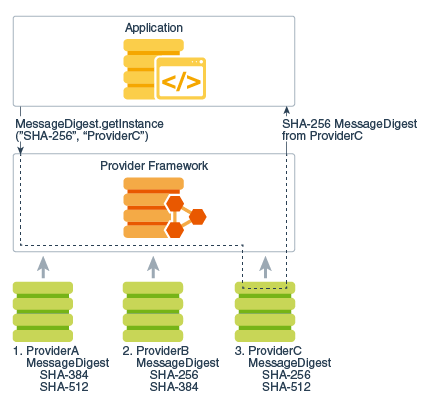 Application
</>
MessageDigest.getInstance
("SHA-256", “ProviderC”)
SHA-256 MessageDigest
from ProviderC
Provider Framework
1. ProviderA
MessageDigest
SHA-384
SHA-512
2. ProviderB
MessageDigest
SHA-256
SHA-384
3. ProviderC
MessageDigest
SHA-256
SHA-512